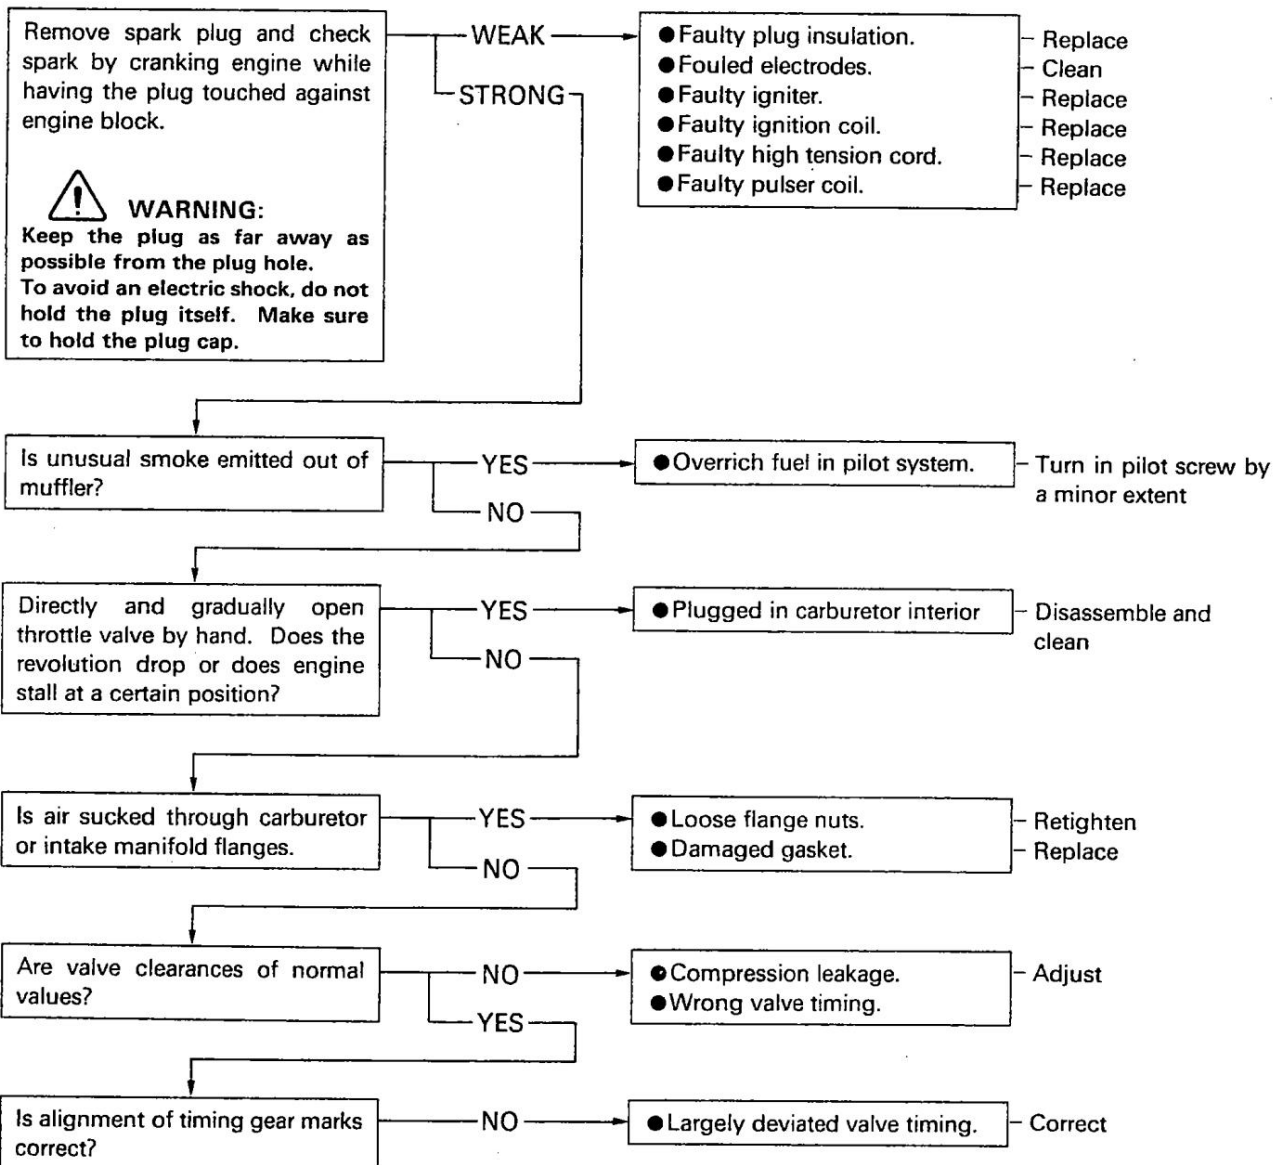 Remove spark plug and check
spark by cranking engine while
having the plug touched against
engine block.
WARNING:
Keep the plug as far away as
possible from the plug hole.
To avoid an electric shock, do not
hold the plug itself. Make sure
to hold the plug cap.
WEAK
STRONG
●Faulty plug insulation.
●Fouled electrodes.
●Faulty igniter.
●Faulty ignition coil.
●Faulty high tension cord.
●Faulty pulser coil.
Replace
Clean
Replace
Replace
Replace
Replace
Is unusual smoke emitted out of
muffler?
YES
NO
●Overrich fuel in pilot system.
Turn in pilot screw by
a minor extent
Directly and gradually open
throttle valve by hand. Does the
revolution drop or does engine
stall at a certain position?
YES
NO
●Plugged in carburetor interior
Disassemble and
clean
Is air sucked through carburetor
or intake manifold flanges.
YES
NO
●Loose flange nuts.
●Damaged gasket.
Retighten
Replace
Are valve clearances of normal
values?
NO
YES
●Compression leakage.
●Wrong valve timing.
Adjust
Is alignment of timing gear marks
correct?
NO
●Largely deviated valve timing.
Correct